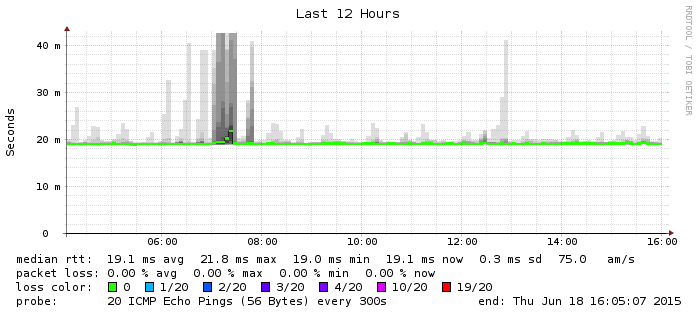 Last 12 Hours
RRDTOOL / TOBI OETIKER
Seconds
40 m
30 m
20 m
10 m
0
06:00 08:00 10:00 12:00 14:00 16:00
median rtt: 19.1 ms avg 21.8 ms max 19.0 ms min 19.1 ms now 0.3 ms sd 75.0 am/s
packet loss: 0.00 % avg 0.00 % max 0.00 % min 0.00 % now
loss color: 0 1/20 2/20 3/20 4/20 10/20 19/20
probe: 20 ICMP Echo Pings (56 Bytes) every 300s end: Thu Jun 18 16:05:07 2015